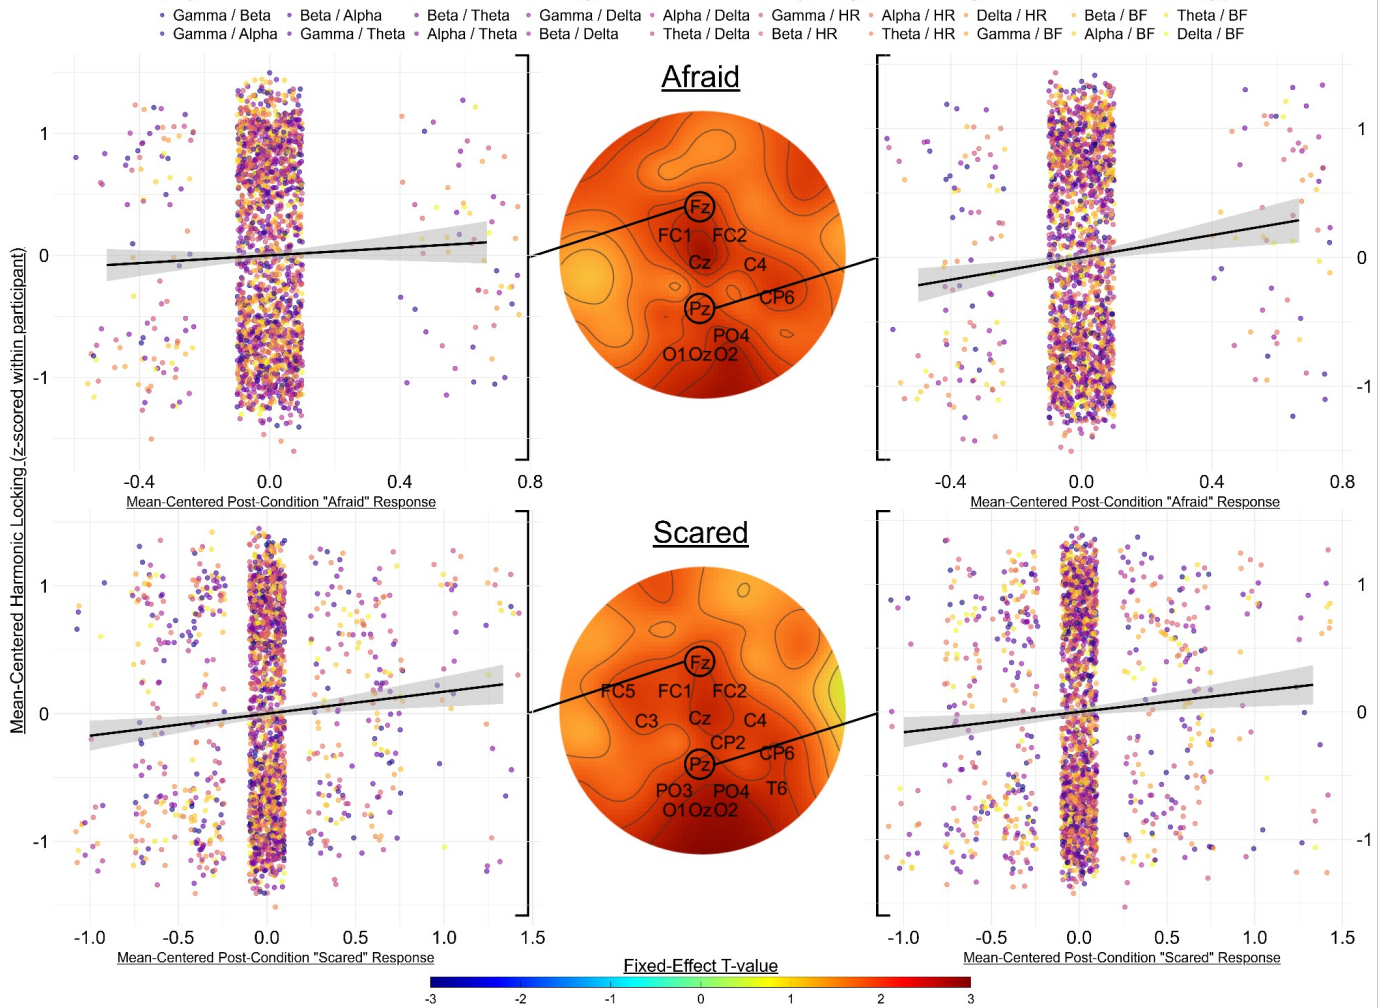 Gamma / Beta Beta / Alpha Beta / Theta Gamma / Delta Alpha / Delta Gamma / HR Alpha / HR Delta / HR Beta / BF Theta / BF
Gamma / Alpha Gamma / Theta Alpha / Theta Beta / Delta Theta / Delta Beta / HR Theta / HR Gamma / BF Alpha / BF Delta / BF
Mean-Centered Harmonic Locking (z-scored within participant)
Afraid
1
0
-1
-0.4 0.0 0.4 0.8
Mean-Centered Post-Condition "Afraid" Response
Fz
FC1 FC2
Cz C4
CP6
Pz
PO4
O1 Oz O2
1
0
-1
-0.4 0.0 0.4 0.8
Mean-Centered Post-Condition "Afraid" Response
Scared
1
0
-1
-1.0 -0.5 0.0 0.5 1.0 1.5
Mean-Centered Post-Condition "Scared" Response
Fz
FC5 FC1 FC2
C3 Cz C4
CP2
CP6
Pz
PO3 PO4 T6
O1 Oz O2
1
0
-1
-1.0 -0.5 0.0 0.5 1.0 1.5
Mean-Centered Post-Condition "Scared" Response
Fixed-Effect T-value
-3 -2 -1 0 1 2 3